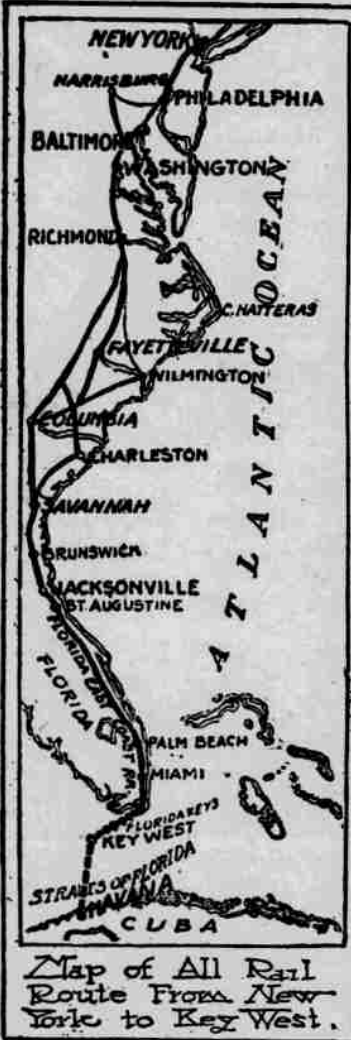 NEW YORK
HARRISBURG
PHILADELPHIA
BALTIMORE
WASHINGTON
RICHMOND
ATLANTIC OCEAN
C. HATTERAS
FAYETTEVILLE
WILMINGTON
COLUMBIA
CHARLESTON
SAVANNAH
BRUNSWICK
JACKSONVILLE
ST. AUGUSTINE
FLORIDA EAST COAST RR.
FLORIDA
PALM BEACH
MIAMI
FLORIDA KEYS
KEY WEST
STRAITS OF FLORIDA
HAVANA
CUBA
Map of All Rail
Route From New
York to Key West.